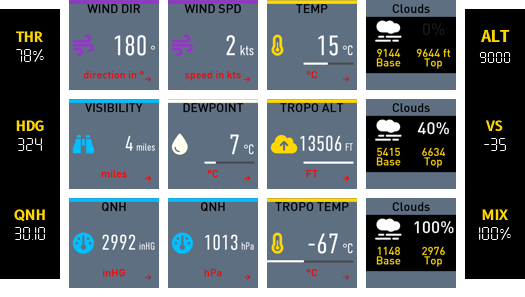 THR
78%
HDG
324
QNH
30.10
WIND DIR
180 °
direction in °
WIND SPD
2 kts
speed in kts
TEMP
15 °C
°C
Clouds
0%
9144 9644 ft
Base Top
VISIBILITY
4 miles
miles
DEWPOINT
7 °C
°C
TROPO ALT
13506 FT
FT
Clouds
40%
5415 6634
Base Top
QNH
2992 inHG
inHG
QNH
1013 hPa
hPa
TROPO TEMP
-67 °C
°C
Clouds
100%
1148 2976
Base Top
ALT
9000
VS
-35
MIX
100%